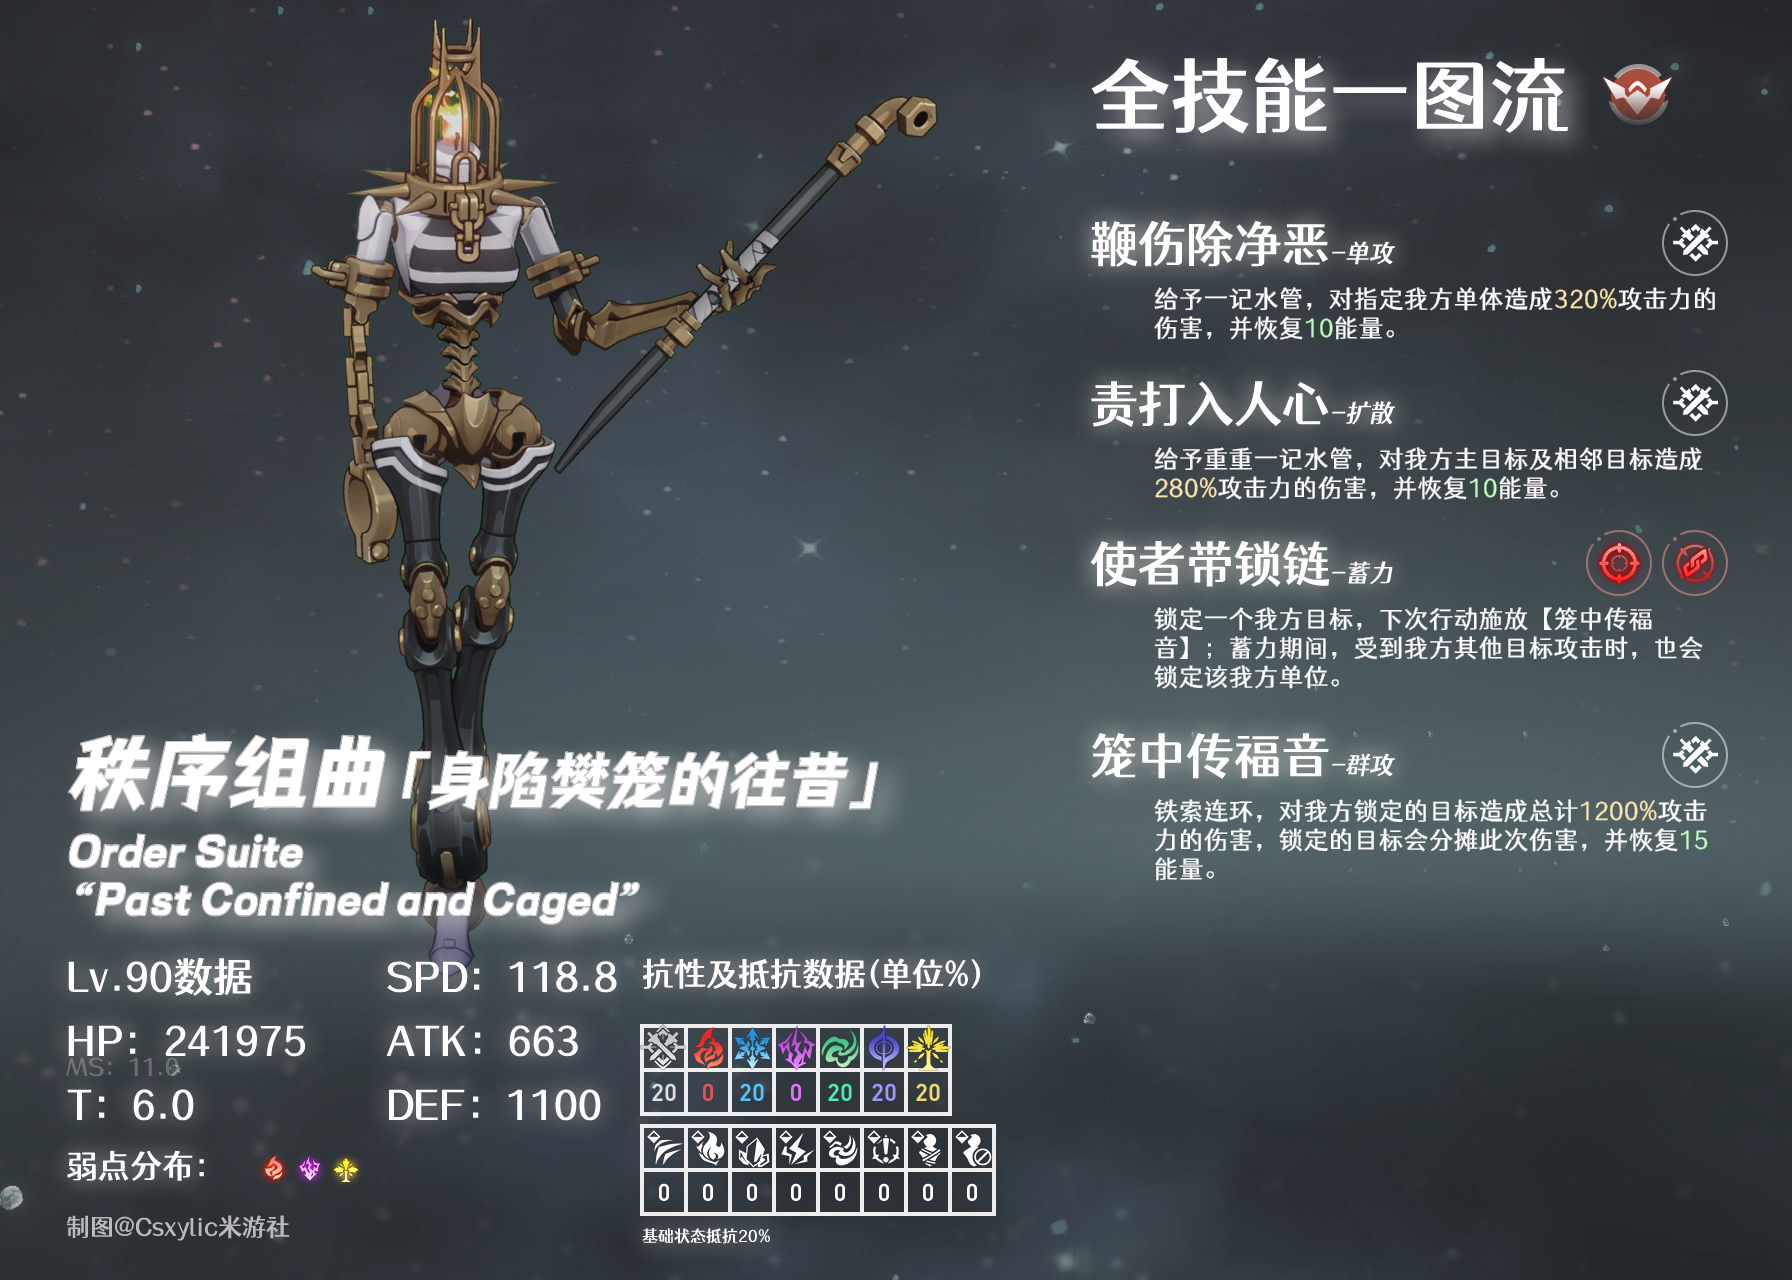 全技能一图流
鞭伤除净恶-单攻
给予一记水管，对指定我方单体造成320%攻击力的
伤害，并恢复10能量。
责打入人心-扩散
给予重重一记水管，对我方主目标及相邻目标造成
280%攻击力的伤害，并恢复10能量。
使者带锁链-蓄力
锁定一个我方目标，下次行动施放【笼中传福
音】；蓄力期间，受到我方其他目标攻击时，也会
锁定该我方单位。
笼中传福音-群攻
铁索连环，对我方锁定的目标造成总计1200%攻击
力的伤害，锁定的目标会分摊此次伤害，并恢复15
能量。
秩序组曲「身陷樊笼的往昔」
Order Suite
“Past Confined and Caged”
Lv.90数据
SPD：118.8
HP：241975
ATK：663
MS：11.0
T：6.0
DEF：1100
弱点分布：
制图@Csxylic米游社
抗性及抵抗数据(单位%)
20 0 20 0 20 20 20
0 0 0 0 0 0 0 0
基础状态抵抗20%